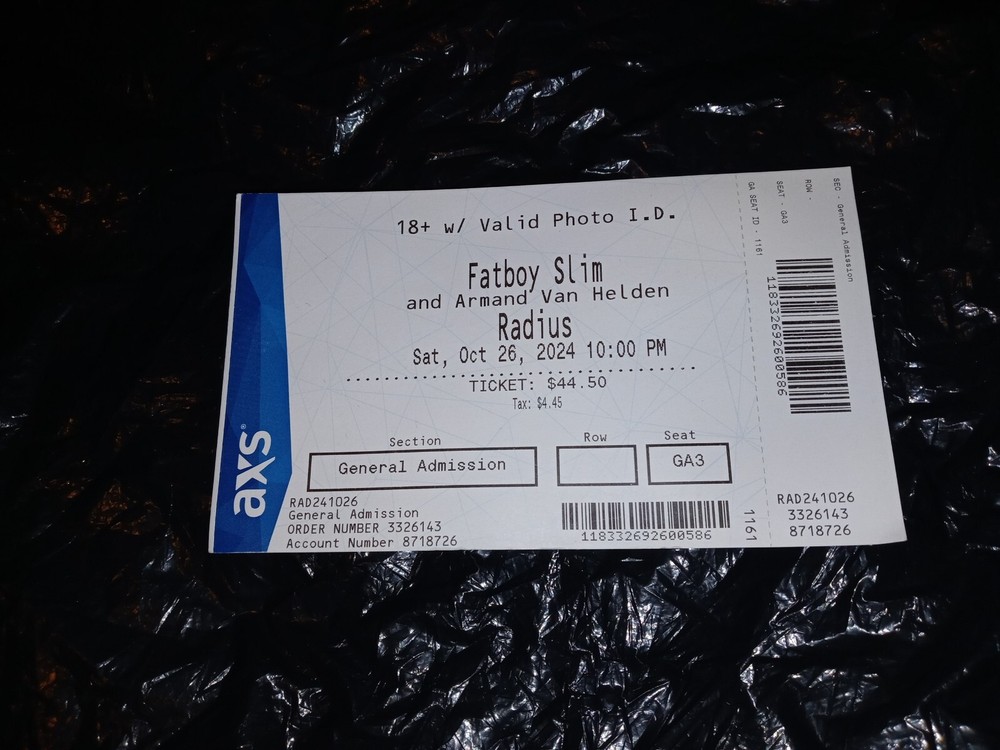 18+ w/ Valid Photo I.D.
Fatboy Slim
and Armand Van Helden
Radius
Sat, Oct 26, 2024 10:00 PM
TICKET: $44.50
Tax: $4.45
Section
Row
Seat
General Admission
GA3
RAD241026
General Admission
ORDER NUMBER 3326143
Account Number 8718726
118332692600586
1161
axs®
SEC - General Admission
ROW -
SEAT - GA3
GA SEAT ID - 1161
118332692600586
RAD241026
3326143
8718726